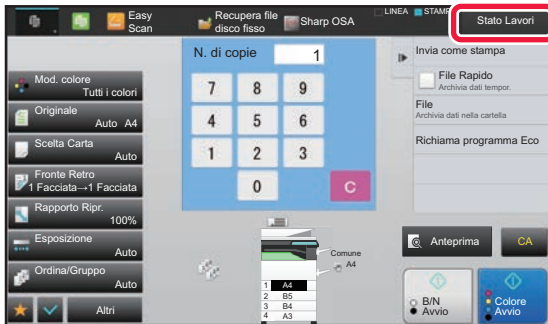 Easy
Scan
Recupera file
disco fisso
Sharp OSA
LINEA
STAMP
Stato Lavori
N. di copie
1
Invia come stampa
File Rapido
Archivia dati tempor.
File
Archivia dati nella cartella
Richiama programma Eco
Mod. colore
Tutti i colori
Originale
Auto A4
Scelta Carta
Auto
Fronte Retro
1 Facciata→1 Facciata
Rapporto Ripr.
100%
Esposizione
Auto
Ordina/Gruppo
Auto
Altri
7 8 9
4 5 6
1 2 3
0 C
Comune
A4
1 A4
2 B5
3 B4
4 A3
Anteprima
CA
B/N
Avvio
Colore
Avvio